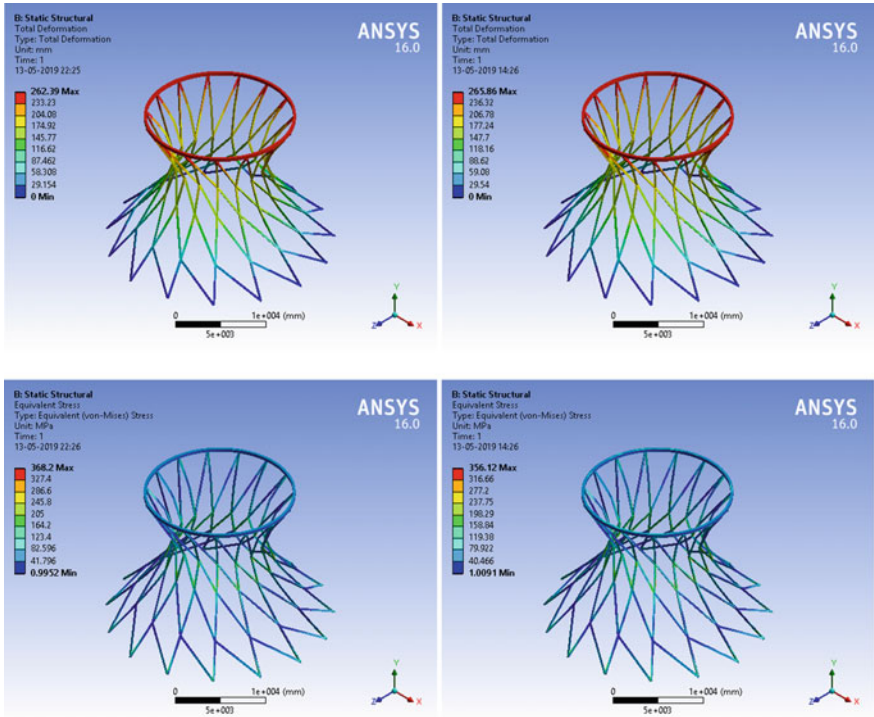 B: Static Structural
Total Deformation
Type: Total Deformation
Unit: mm
Time: 1
13-05-2019 22:25
262.39 Max
233.23
204.08
174.92
145.77
116.62
87.462
58.308
29.154
0 Min
ANSYS
16.0
0
1e+004 (mm)
5e+003
Y
Z
X
B: Static Structural
Total Deformation
Type: Total Deformation
Unit: mm
Time: 1
13-05-2019 14:26
265.86 Max
236.32
206.78
177.24
147.7
118.16
88.62
59.08
29.54
0 Min
ANSYS
16.0
0
1e+004 (mm)
5e+003
Y
Z
X
B: Static Structural
Equivalent Stress
Type: Equivalent (von-Mises) Stress
Unit: MPa
Time: 1
13-05-2019 22:26
368.2 Max
327.4
286.6
245.8
205
164.2
123.4
82.596
41.796
0.9952 Min
ANSYS
16.0
0
1e+004 (mm)
5e+003
Y
Z
X
B: Static Structural
Equivalent Stress
Type: Equivalent (von-Mises) Stress
Unit: MPa
Time: 1
13-05-2019 14:26
356.12 Max
316.66
277.2
237.75
198.29
158.84
119.38
79.922
40.466
1.0091 Min
ANSYS
16.0
0
1e+004 (mm)
5e+003
Y
Z
X